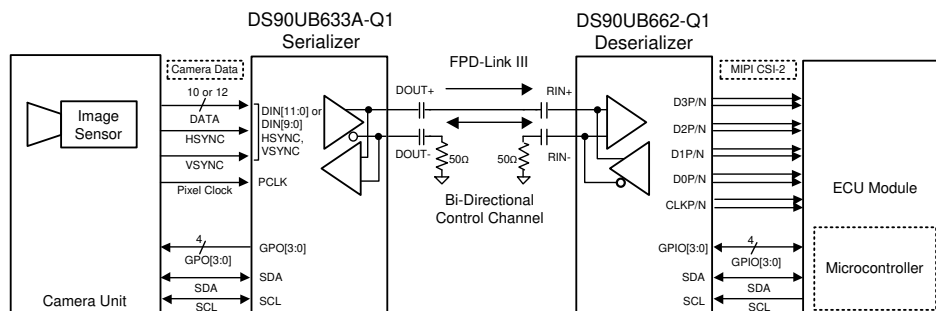 DS90UB633A-Q1
Serializer
DS90UB662-Q1
Deserializer
Camera Data
FPD-Link III
MIPI CSI-2
Image
Sensor
10 or 12
DATA
HSYNC
VSYNC
Pixel Clock
DIN[11:0] or
DIN[9:0]
HSYNC,
VSYNC
PCLK
DOUT+
DOUT-
50Ω
50Ω
RIN+
RIN-
Bi-Directional
Control Channel
D3P/N
D2P/N
D1P/N
D0P/N
CLKP/N
ECU Module
4
GPO[3:0]
GPO[3:0]
SDA
SDA
SCL
SCL
Camera Unit
GPIO[3:0]
4
GPIO[3:0]
SDA
SDA
SCL
SCL
Microcontroller